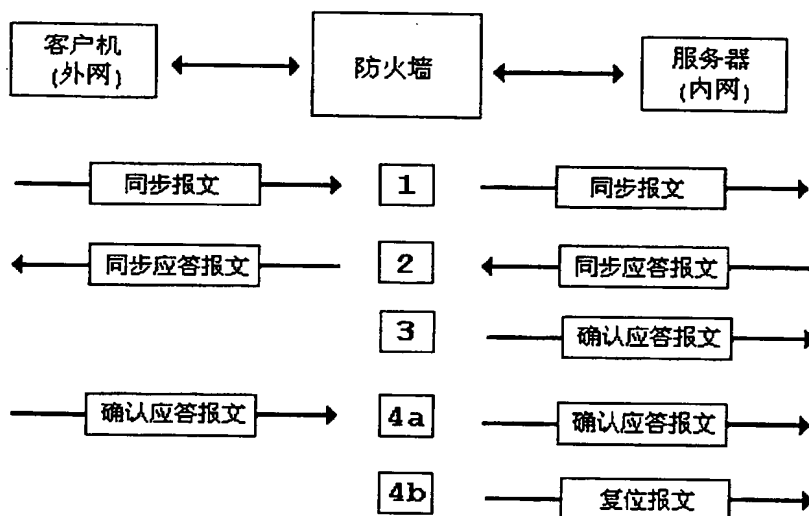 客户机
(外网)
防火墙
服务器
(内网)
同步报文
1
同步报文
同步应答报文
2
同步应答报文
3
确认应答报文
确认应答报文
4a
确认应答报文
4b
复位报文